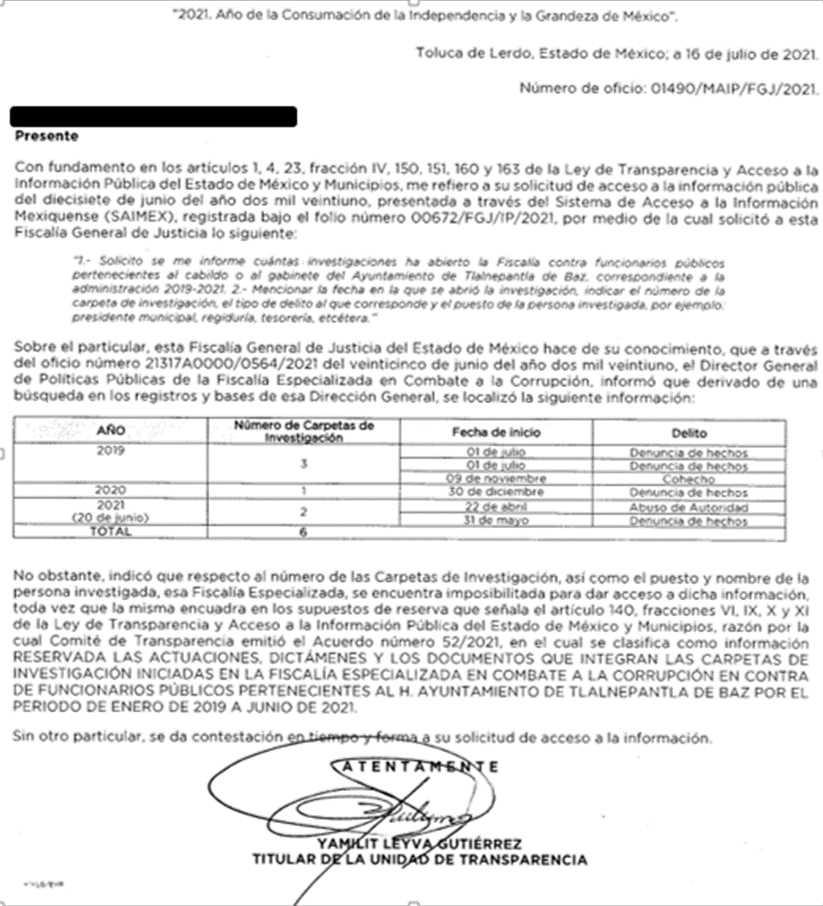 "2021. Año de la Consumación de la Independencia y la Grandeza de México".
Toluca de Lerdo, Estado de México; a 16 de julio de 2021.
Número de oficio: 01490/MAIP/FGJ/2021.
Presente
Con fundamento en los artículos 1, 4, 23, fracción IV, 150, 151, 160 y 163 de la Ley de Transparencia y Acceso a la
Información Pública del Estado de México y Municipios, me refiero a su solicitud de acceso a la información pública
del diecisiete de junio del año dos mil veintiuno, presentada a través del Sistema de Acceso a la Información
Mexiquense (SAIMEX), registrada bajo el folio número 00672/FGJ/IP/2021, por medio de la cual solicitó a esta
Fiscalía General de Justicia lo siguiente:
"1.- Solicito se me informe cuántas investigaciones ha abierto la Fiscalía contra funcionarios públicos
pertenecientes al cabildo o al gabinete del Ayuntamiento de Tlalnepantla de Baz, correspondiente a la
administración 2019-2021. 2.- Mencionar la fecha en la que se abrió la investigación, indicar el número de la
carpeta de investigación, el tipo de delito al que corresponde y el puesto de la persona investigada, por ejemplo:
presidente municipal, regiduría, tesorería, etcétera."
Sobre el particular, esta Fiscalía General de Justicia del Estado de México hace de su conocimiento, que a través
del oficio número 21317A0000/0564/2021 del veinticinco de junio del año dos mil veintiuno, el Director General
de Políticas Públicas de la Fiscalía Especializada en Combate a la Corrupción, informó que derivado de una
búsqueda en los registros y bases de esa Dirección General, se localizó la siguiente información:
AÑO Número de Carpetas de Investigación Fecha de inicio Delito
2019 3 01 de julio Denuncia de hechos
01 de julio Denuncia de hechos
09 de noviembre Cohecho
2020 1 30 de diciembre Denuncia de hechos
2021 (20 de junio) 2 22 de abril Abuso de Autoridad
31 de mayo Denuncia de hechos
TOTAL 6
No obstante, indicó que respecto al número de las Carpetas de Investigación, así como el puesto y nombre de la
persona investigada, esa Fiscalía Especializada, se encuentra imposibilitada para dar acceso a dicha información,
toda vez que la misma encuadra en los supuestos de reserva que señala el artículo 140, fracciones VI, IX, X y XI
de la Ley de Transparencia y Acceso a la Información Pública del Estado de México y Municipios, razón por la
cual Comité de Transparencia emitió el Acuerdo número 52/2021, en el cual se clasifica como información
RESERVADA LAS ACTUACIONES, DICTÁMENES Y LOS DOCUMENTOS QUE INTEGRAN LAS CARPETAS DE
INVESTIGACIÓN INICIADAS EN LA FISCALÍA ESPECIALIZADA EN COMBATE A LA CORRUPCIÓN EN CONTRA
DE FUNCIONARIOS PÚBLICOS PERTENECIENTES AL H. AYUNTAMIENTO DE TLALNEPANTLA DE BAZ POR EL
PERIODO DE ENERO DE 2019 A JUNIO DE 2021.
Sin otro particular, se da contestación en tiempo y forma a su solicitud de acceso a la información.
ATENTAMENTE
YAMILIT LEYVA GUTIÉRREZ
TITULAR DE LA UNIDAD DE TRANSPARENCIA